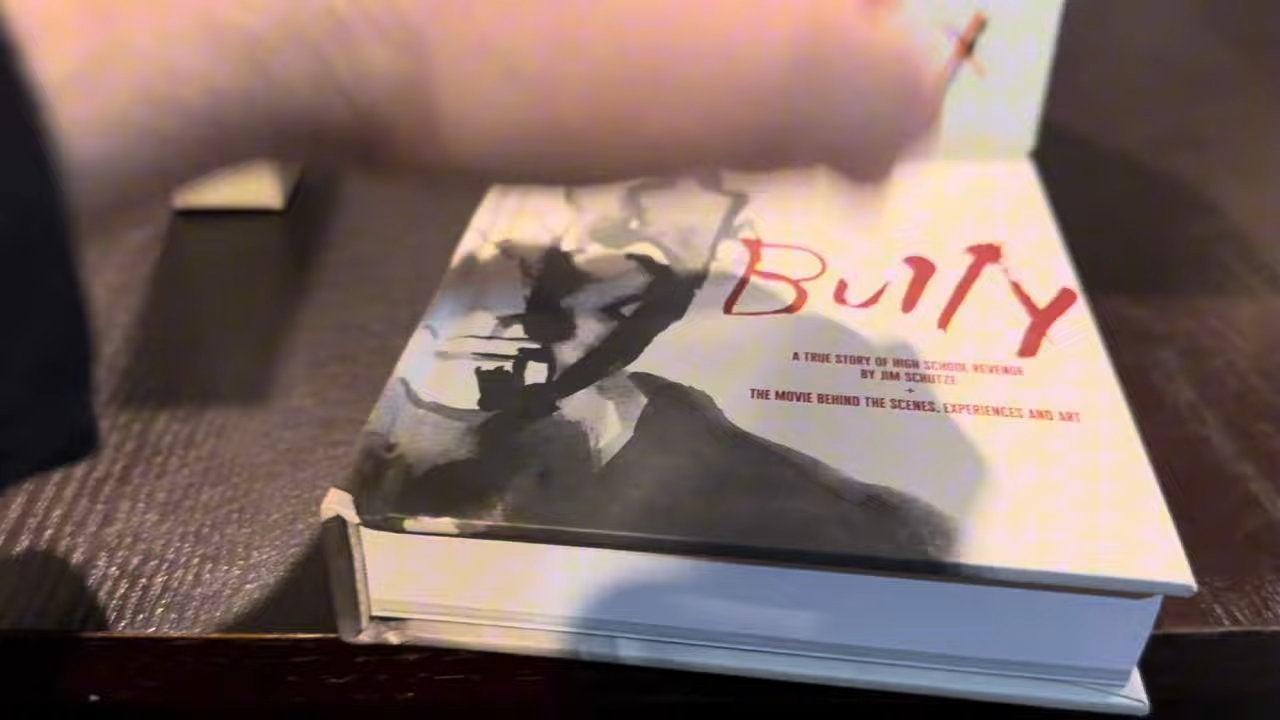 Bully
A TRUE STORY OF HIGH SCHOOL REVENGE
BY JIM SCHUTZE
+
THE MOVIE BEHIND THE SCENES, EXPERIENCES AND ART